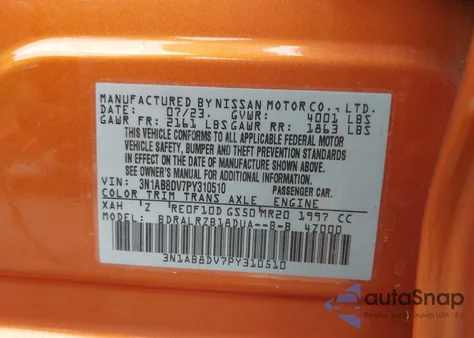 MANUFACTURED BY NISSAN MOTOR CO., LTD.
DATE: 07/23. GVWR: 4001 LBS
GAWR FR: 2161 LBS GAWR RR: 1863 LBS
THIS VEHICLE CONFORMS TO ALL APPLICABLE FEDERAL MOTOR
VEHICLE SAFETY, BUMPER AND THEFT PREVENTION STANDARDS
IN EFFECT ON THE DATE OF MANUFACTURE SHOWN ABOVE.
SEE OWNER'S MANUAL FOR ADDITIONAL INFORMATION
VIN: 3N1AB8DV7PY310510 PASSENGER CAR.
COLOR TRIM TRANS AXLE ENGINE
XAH 'Z RE0F10D GS50 MR20 1997 CC
MODEL: BDRALRZB18DUA--B-B 4Z000
3N1AB8DV7PY310510
autoSnap